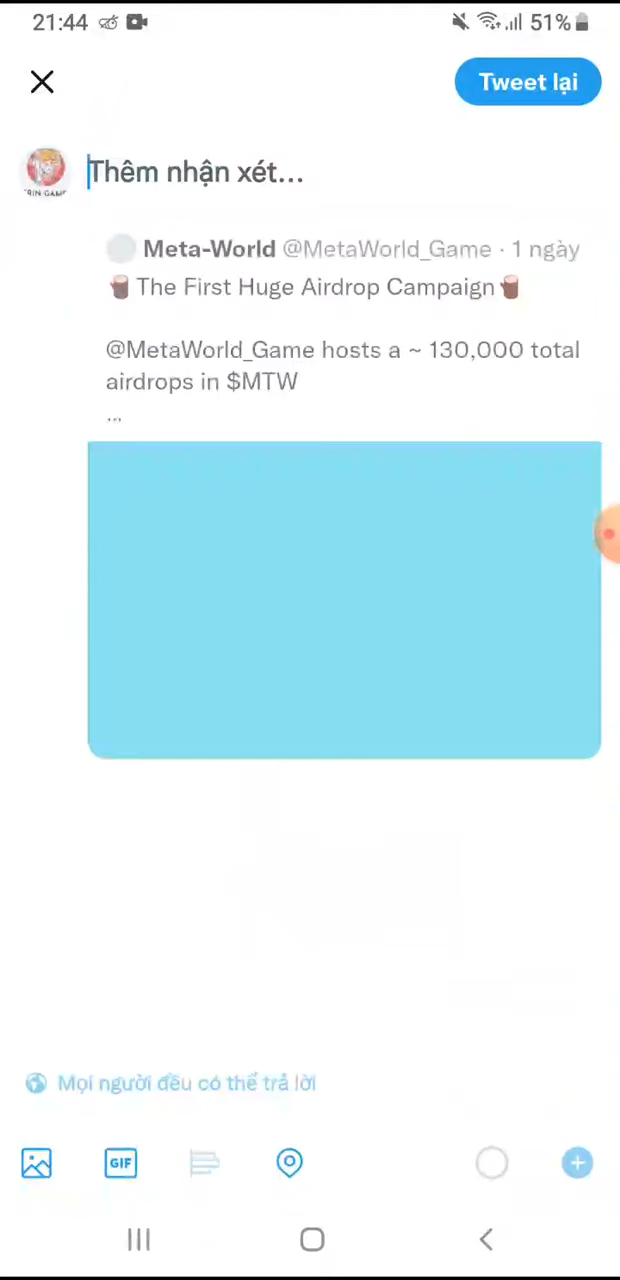 21:44
51%
Tweet lại
Thêm nhận xét...
Meta-World @MetaWorld_Game · 1 ngày
The First Huge Airdrop Campaign
@MetaWorld_Game hosts a ~ 130,000 total
airdrops in $MTW
...
Mọi người đều có thể trả lời
GIF